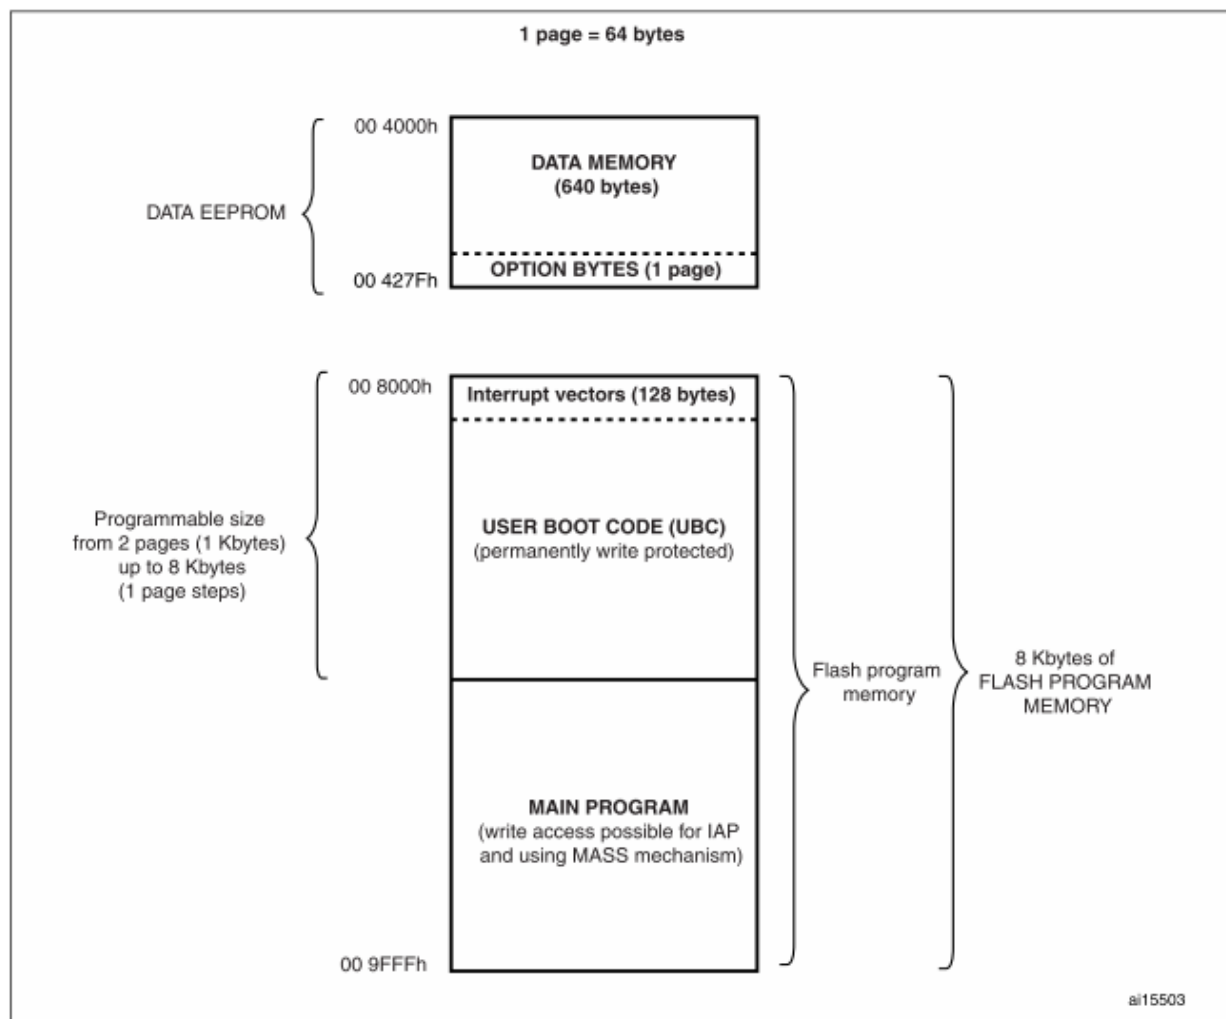 1 page = 64 bytes
00 4000h
DATA MEMORY
(640 bytes)
DATA EEPROM
00 427Fh
OPTION BYTES (1 page)
00 8000h
Interrupt vectors (128 bytes)
Programmable size
from 2 pages (1 Kbytes)
up to 8 Kbytes
(1 page steps)
USER BOOT CODE (UBC)
(permanently write protected)
Flash program
memory
8 Kbytes of
FLASH PROGRAM
MEMORY
MAIN PROGRAM
(write access possible for IAP
and using MASS mechanism)
00 9FFFh
ai15503